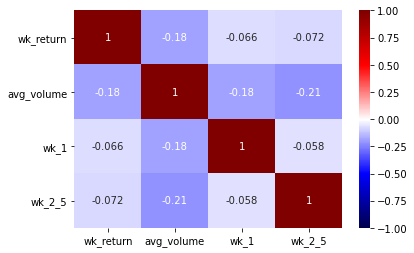 wk_return 1 -0.18 -0.066 -0.072
avg_volume -0.18 1 -0.18 -0.21
wk_1 -0.066 -0.18 1 -0.058
wk_2_5 -0.072 -0.21 -0.058 1
wk_return avg_volume wk_1 wk_2_5
1.00
0.75
0.50
0.25
0.00
−0.25
−0.50
−0.75
−1.00